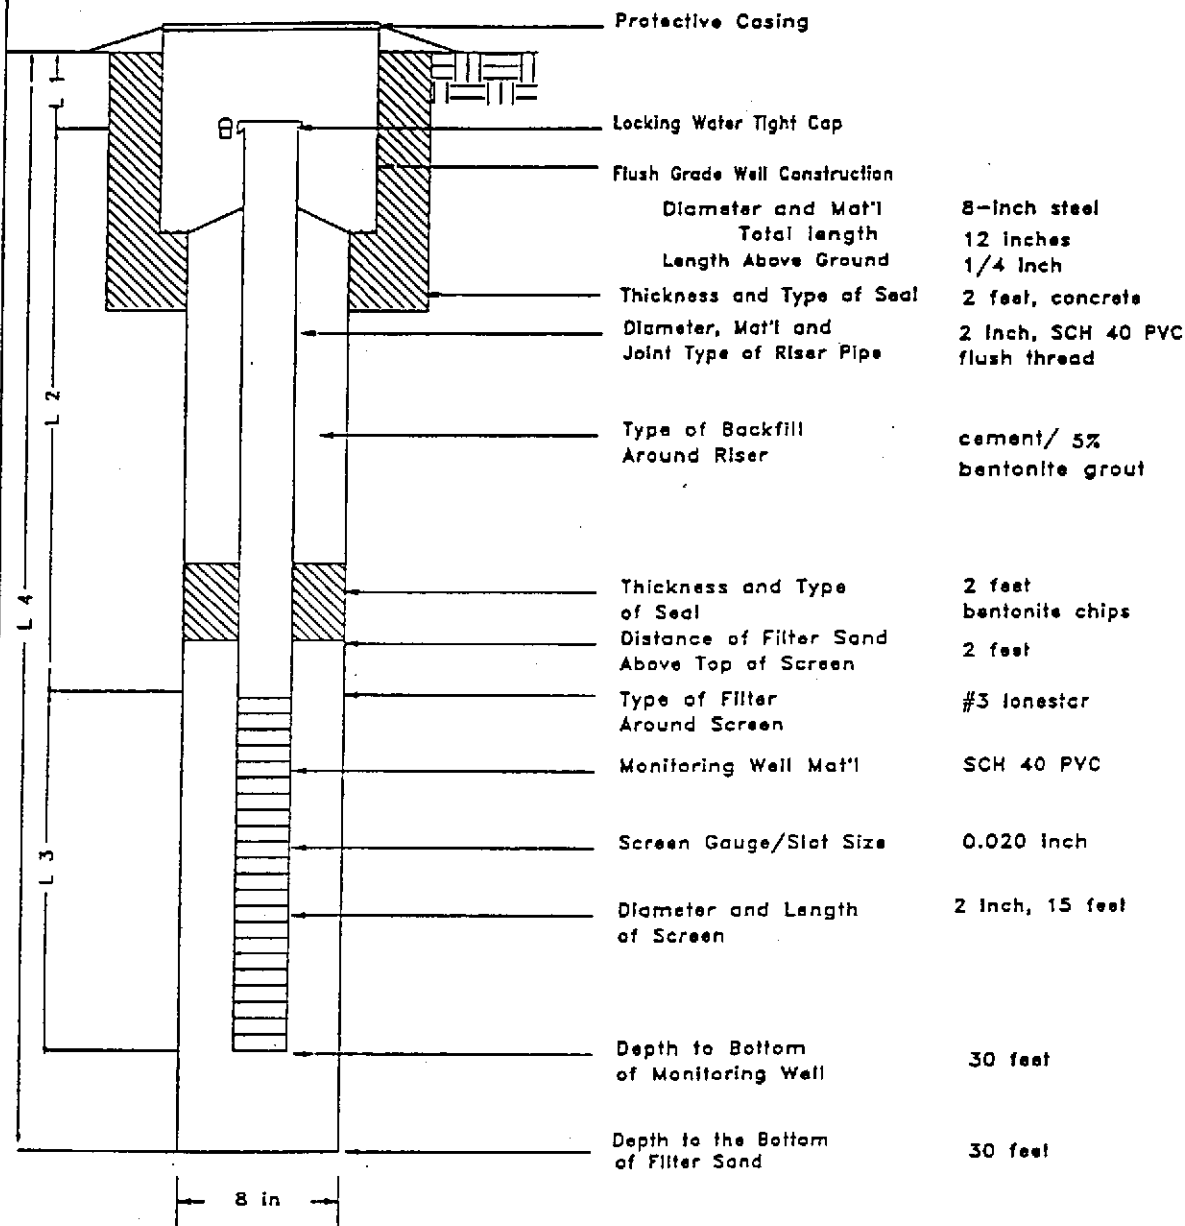 Protective Casing
L 1
Locking Water Tight Cap
Flush Grade Well Construction
Diameter and Mat'l 8-inch steel
Total length 12 inches
Length Above Ground 1/4 inch
Thickness and Type of Seal 2 feet, concrete
Diameter, Mat'l and 2 inch, SCH 40 PVC
Joint Type of Riser Pipe flush thread
L 2
Type of Backfill cement/ 5%
Around Riser bentonite grout
L 4
Thickness and Type 2 feet
of Seal bentonite chips
Distance of Filter Sand
Above Top of Screen 2 feet
Type of Filter #3 lonestar
Around Screen
Monitoring Well Mat'l SCH 40 PVC
L 3
Screen Gauge/Slot Size 0.020 inch
Diameter and Length 2 inch, 15 feet
of Screen
Depth to Bottom 30 feet
of Monitoring Well
Depth to the Bottom 30 feet
of Filter Sand
8 in